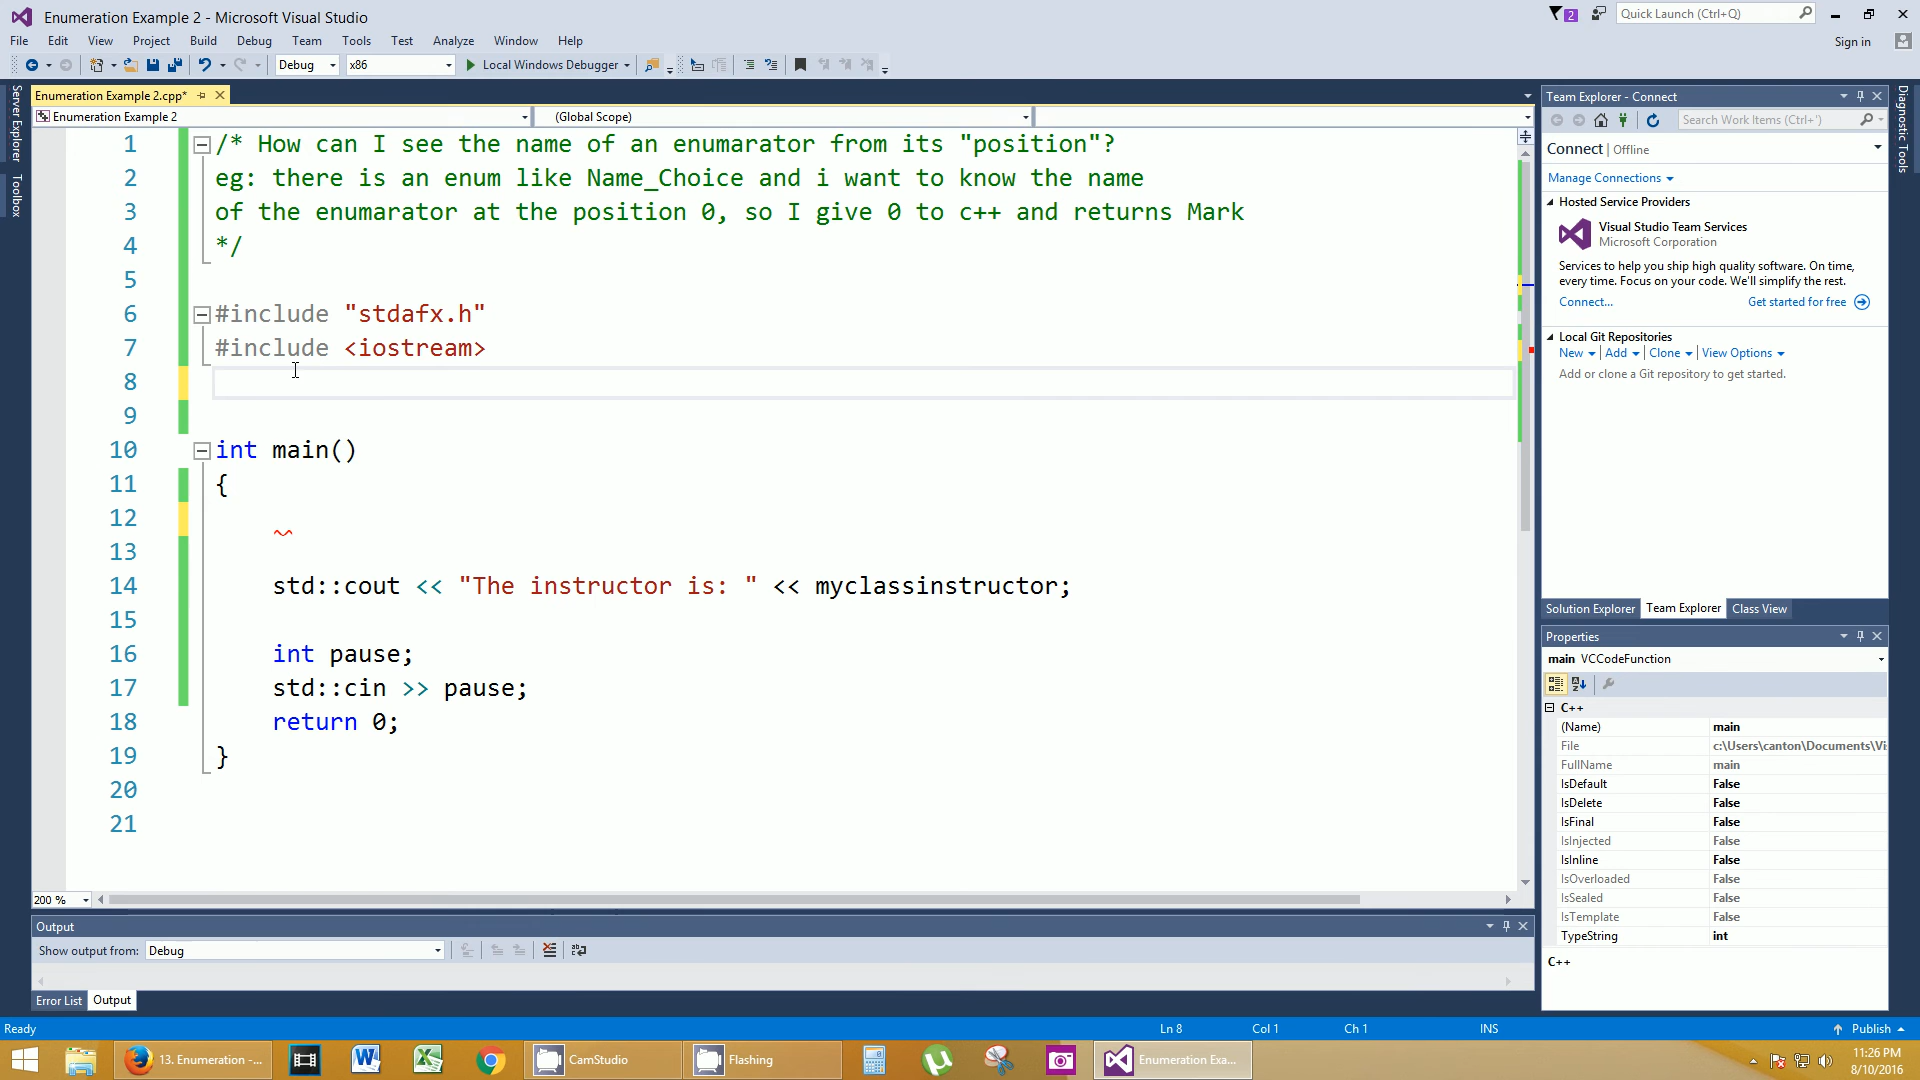 Enumeration Example 2 - Microsoft Visual Studio
2
Quick Launch (Ctrl+Q)
File Edit View Project Build Debug Team Tools Test Analyze Window Help
Sign in
Debug x86 Local Windows Debugger
Server Explorer
Toolbox
Enumeration Example 2.cpp*
Enumeration Example 2 (Global Scope)
1 /* How can I see the name of an enumarator from its "position"?
2 eg: there is an enum like Name_Choice and i want to know the name
3 of the enumarator at the position 0, so I give 0 to c++ and returns Mark
4 */
5
6 #include "stdafx.h"
7 #include <iostream>
8
9
10 int main()
11 {
12
13
14 std::cout << "The instructor is: " << myclassinstructor;
15
16 int pause;
17 std::cin >> pause;
18 return 0;
19 }
20
21
200 %
Output
Show output from: Debug
Error List Output
Team Explorer - Connect
Search Work Items (Ctrl+')
Connect | Offline
Manage Connections
Hosted Service Providers
Visual Studio Team Services
Microsoft Corporation
Services to help you ship high quality software. On time,
every time. Focus on your code. We'll simplify the rest.
Connect... Get started for free
Local Git Repositories
New Add Clone View Options
Add or clone a Git repository to get started.
Solution Explorer Team Explorer Class View
Properties
main VCCodeFunction
C++
(Name) main
File c:\Users\canton\Documents\Vi
FullName main
IsDefault False
IsDelete False
IsFinal False
IsInjected False
IsInline False
IsOverloaded False
IsSealed False
IsTemplate False
TypeString int
C++
Diagnostic Tools
Ready Ln 8 Col 1 Ch 1 INS Publish
13. Enumeration -... CamStudio Flashing Enumeration Exa...
11:26 PM
8/10/2016